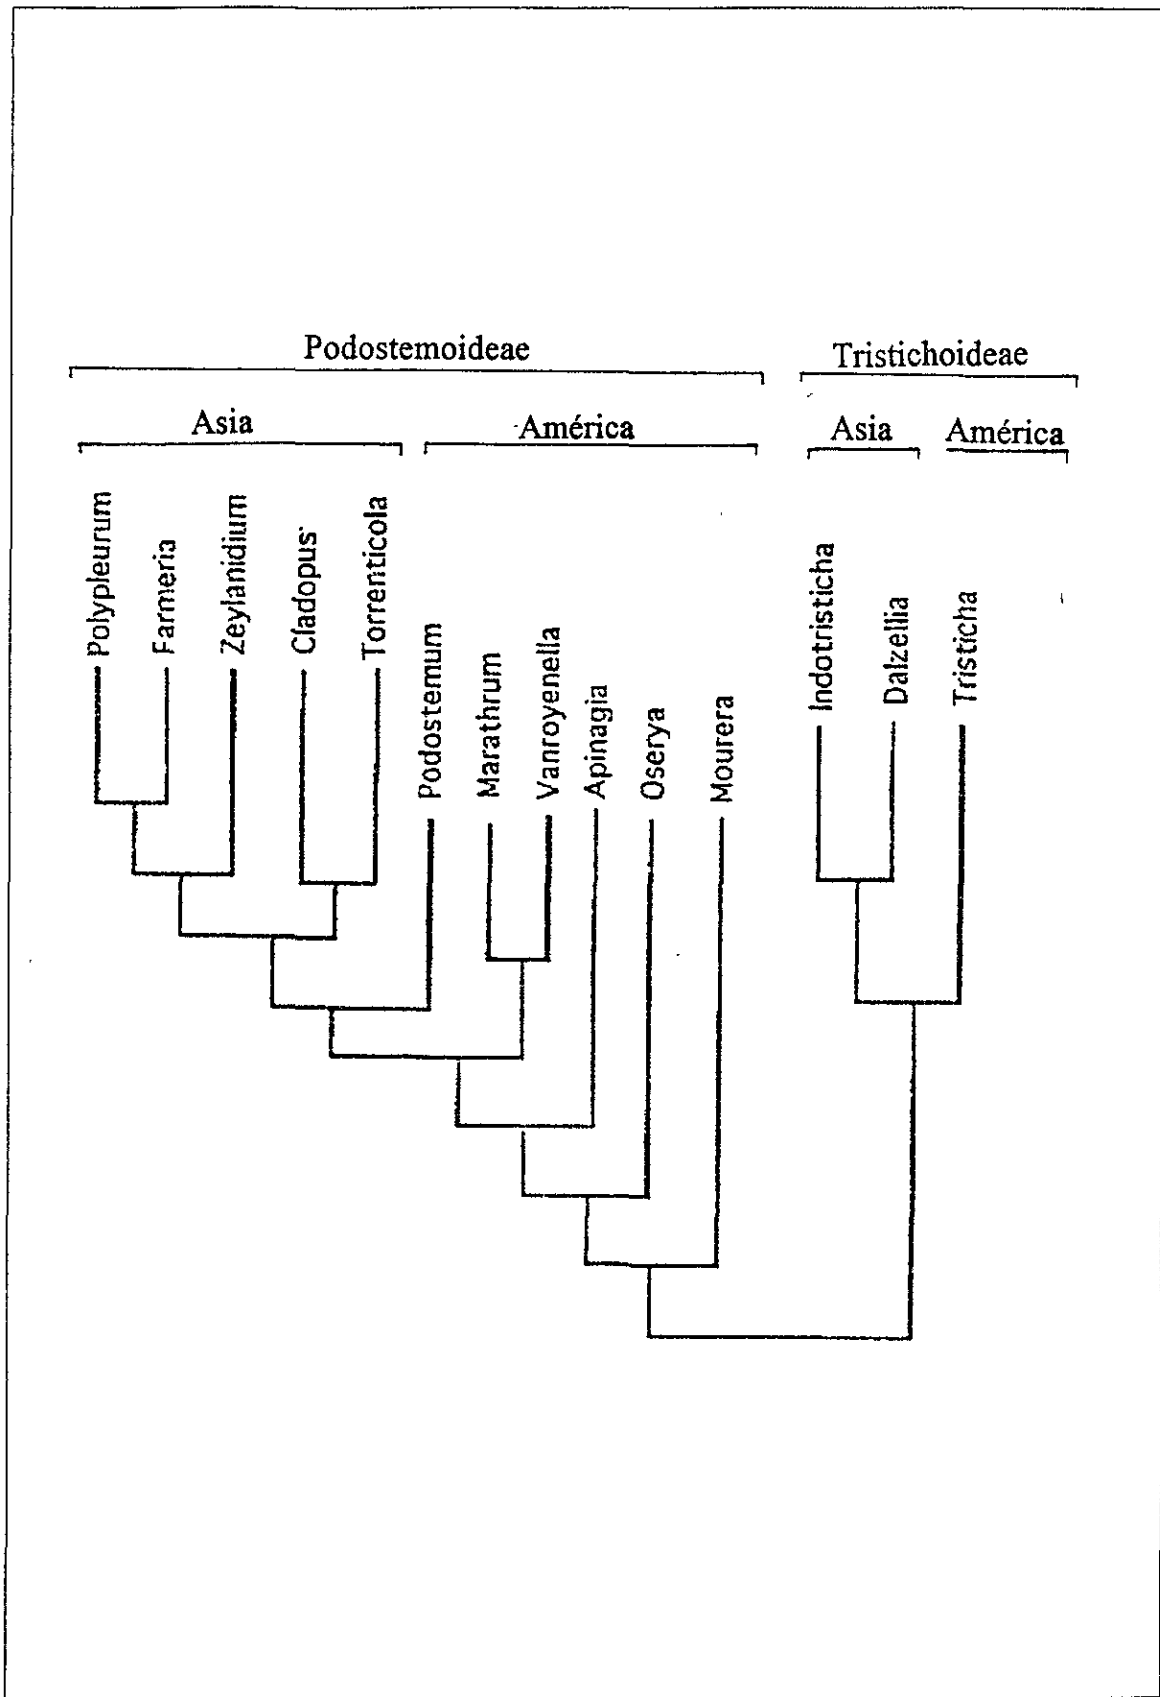 Podostemoideae
Tristichoideae
Asia
América
Asia
América
Polypleurum
Farmeria
Zeylanidium
Cladopus
Torrenticola
Podostemum
Marathrum
Vanroyenella
Apinagia
Oserya
Mourera
Indotristicha
Dalzellia
Tristicha